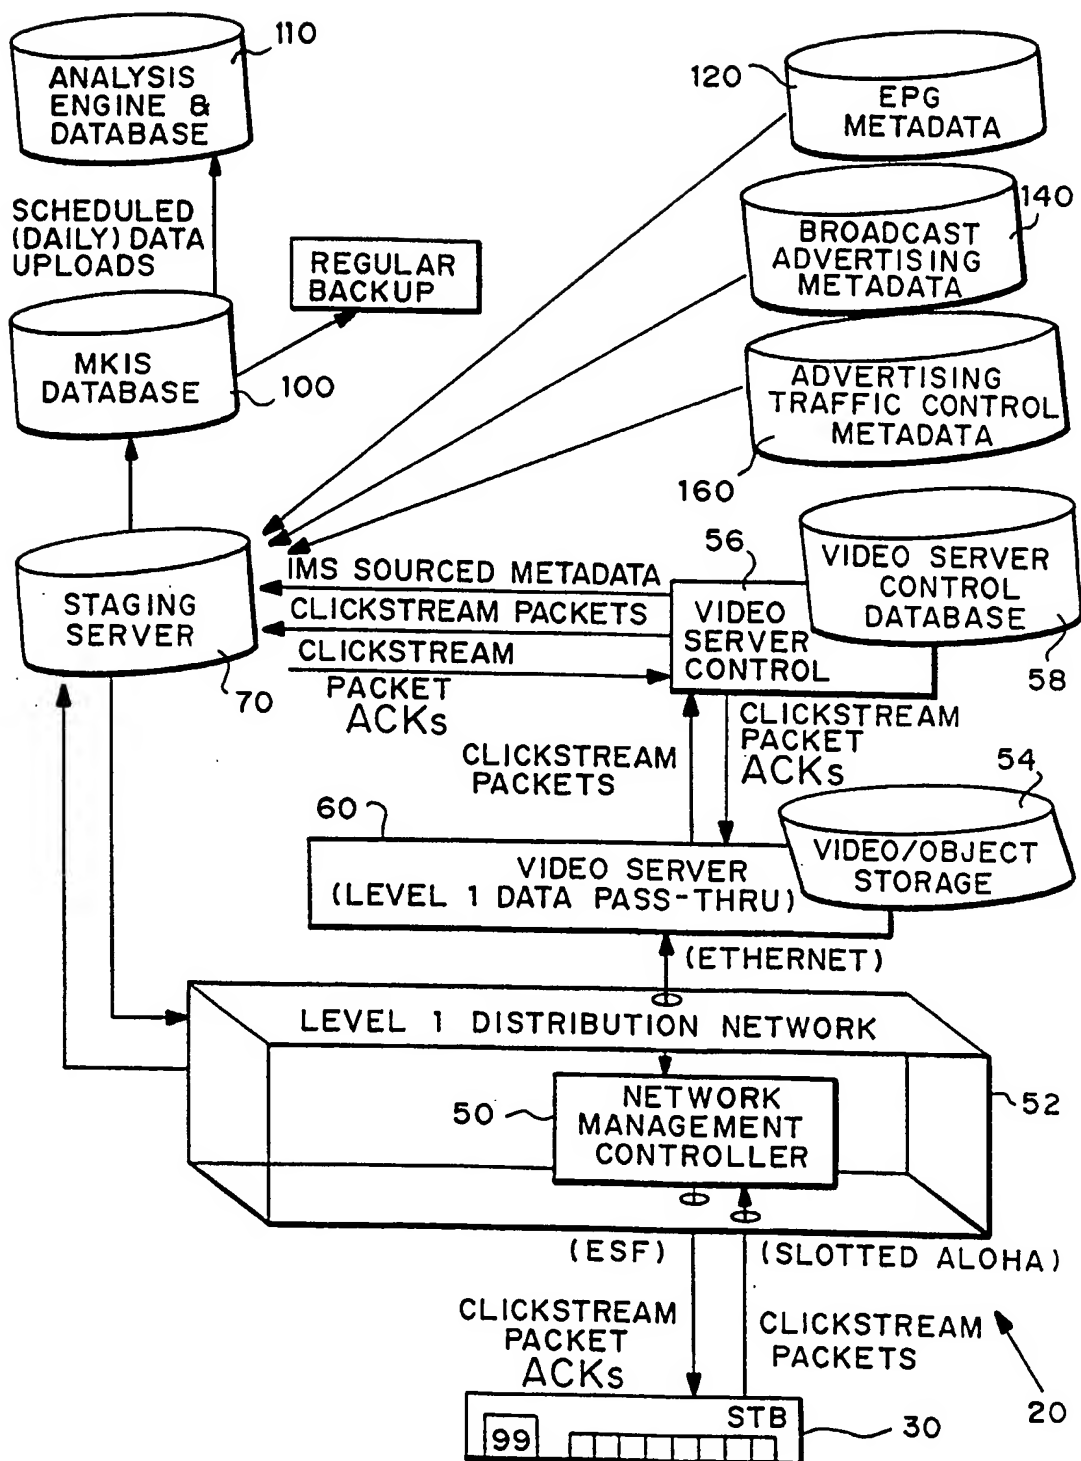 110
ANALYSIS
ENGINE &
DATABASE
120
EPG
METADATA
SCHEDULED
(DAILY) DATA
UPLOADS
140
BROADCAST
ADVERTISING
METADATA
REGULAR
BACKUP
MKIS
DATABASE
100
ADVERTISING
TRAFFIC CONTROL
METADATA
160
56
STAGING
SERVER
70
IMS SOURCED METADATA
CLICKSTREAM PACKETS
CLICKSTREAM
PACKET
ACKs
VIDEO
SERVER
CONTROL
VIDEO SERVER
CONTROL
DATABASE
58
CLICKSTREAM
PACKETS
CLICKSTREAM
PACKET
ACKs
54
60
VIDEO SERVER
(LEVEL 1 DATA PASS-THRU)
VIDEO/OBJECT
STORAGE
(ETHERNET)
LEVEL 1 DISTRIBUTION NETWORK
50
NETWORK
MANAGEMENT
CONTROLLER
52
(ESF)
(SLOTTED ALOHA)
CLICKSTREAM
PACKET
ACKs
CLICKSTREAM
PACKETS
20
STB
99
30